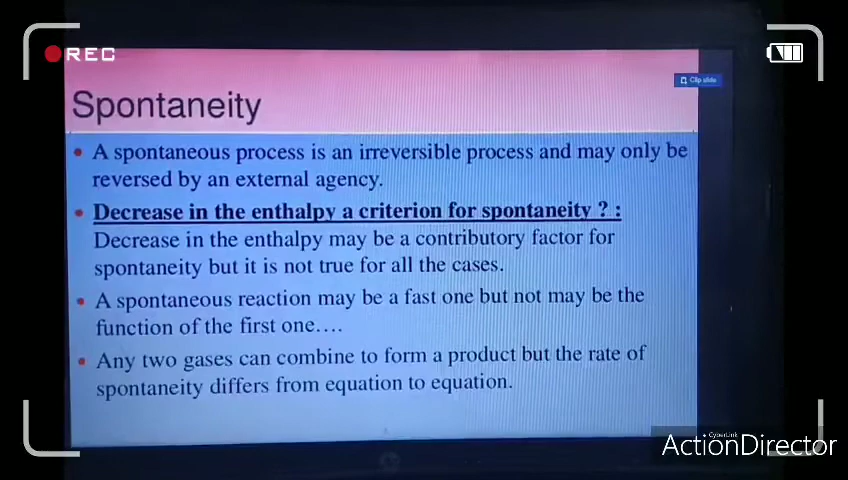 REC
Clip slide
Spontaneity
• A spontaneous process is an irreversible process and may only be
reversed by an external agency.
• Decrease in the enthalpy a criterion for spontaneity ? :
Decrease in the enthalpy may be a contributory factor for
spontaneity but it is not true for all the cases.
• A spontaneous reaction may be a fast one but not may be the
function of the first one….
• Any two gases can combine to form a product but the rate of
spontaneity differs from equation to equation.
CyberLink
ActionDirector